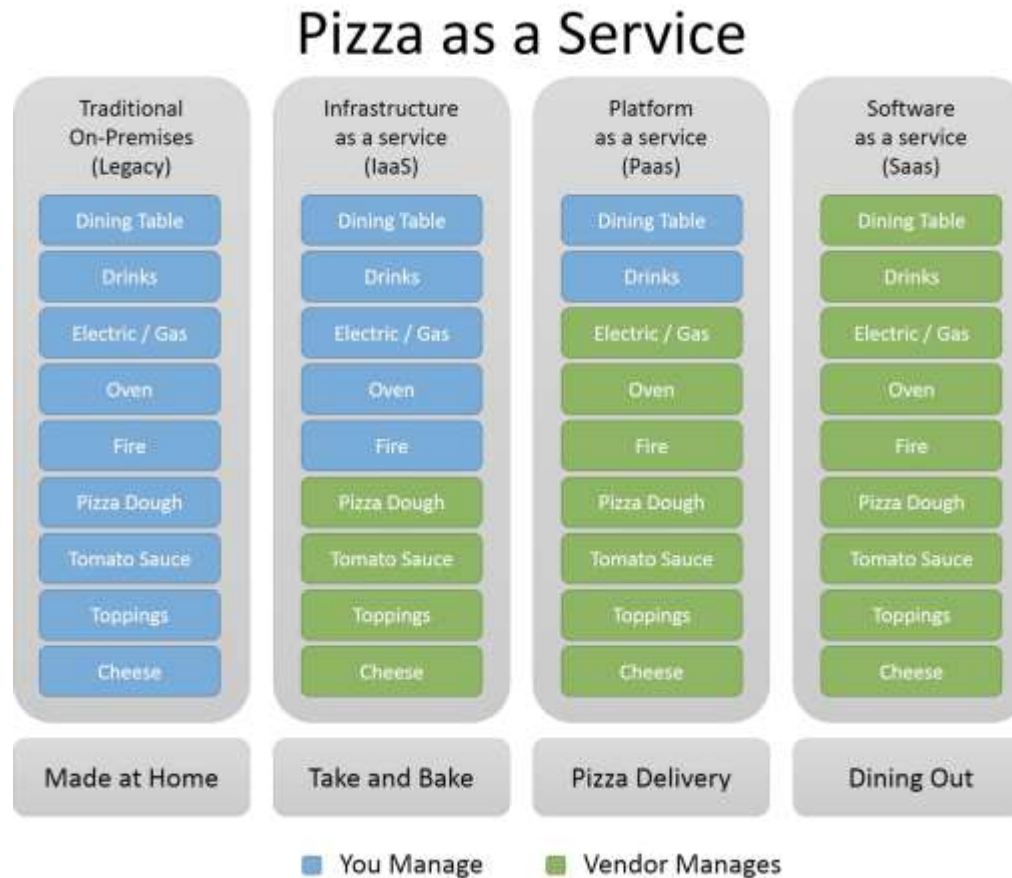 Pizza as a Service
Traditional
On-Premises
(Legacy)
Dining Table
Drinks
Electric / Gas
Oven
Fire
Pizza Dough
Tomato Sauce
Toppings
Cheese
Made at Home
Infrastructure
as a service
(IaaS)
Dining Table
Drinks
Electric / Gas
Oven
Fire
Pizza Dough
Tomato Sauce
Toppings
Cheese
Take and Bake
Platform
as a service
(Paas)
Dining Table
Drinks
Electric / Gas
Oven
Fire
Pizza Dough
Tomato Sauce
Toppings
Cheese
Pizza Delivery
Software
as a service
(Saas)
Dining Table
Drinks
Electric / Gas
Oven
Fire
Pizza Dough
Tomato Sauce
Toppings
Cheese
Dining Out
You Manage
Vendor Manages